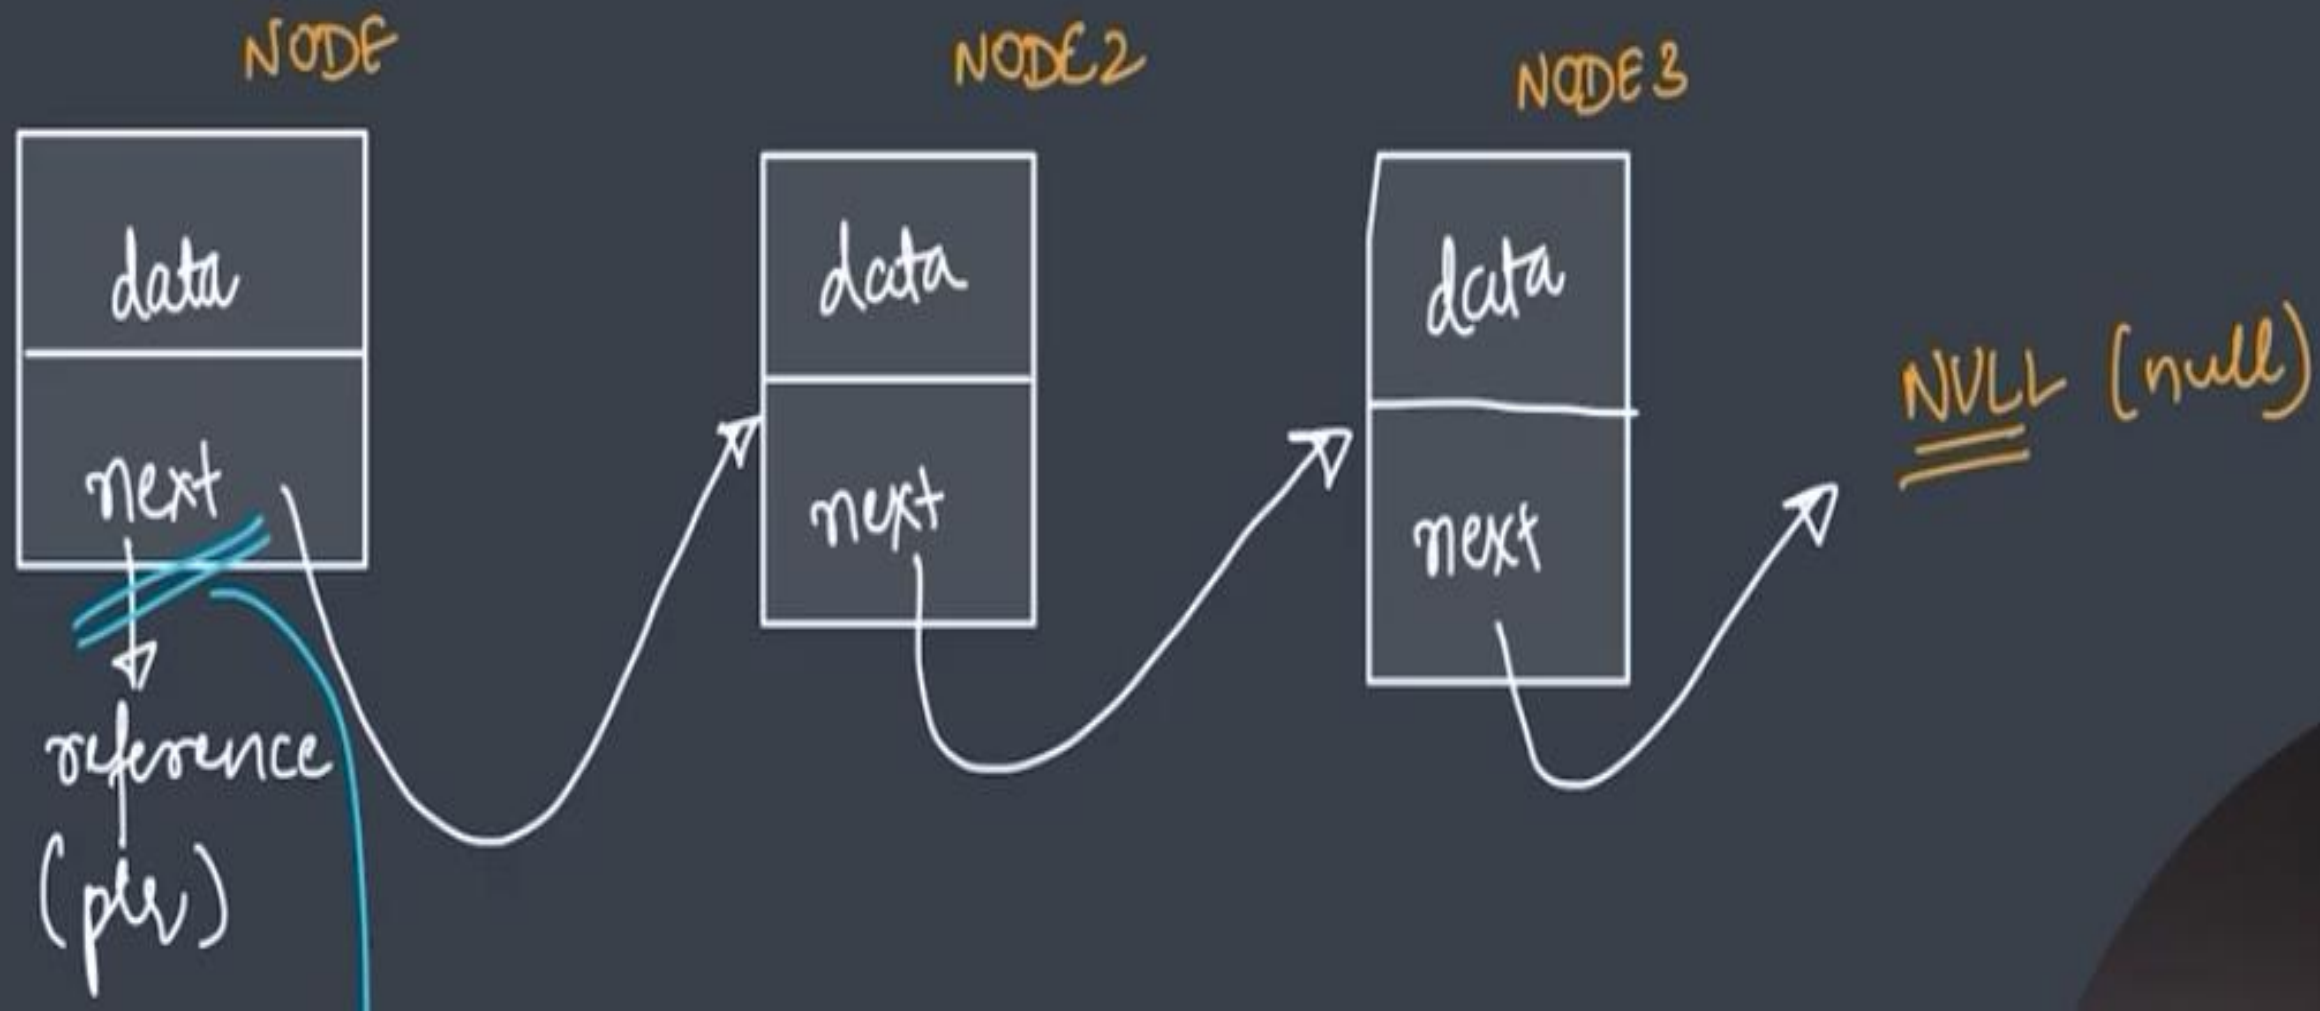 NODE
NODE2
NODE3
data
next
reference
(ptr)
data
next
data
next
NULL (null)